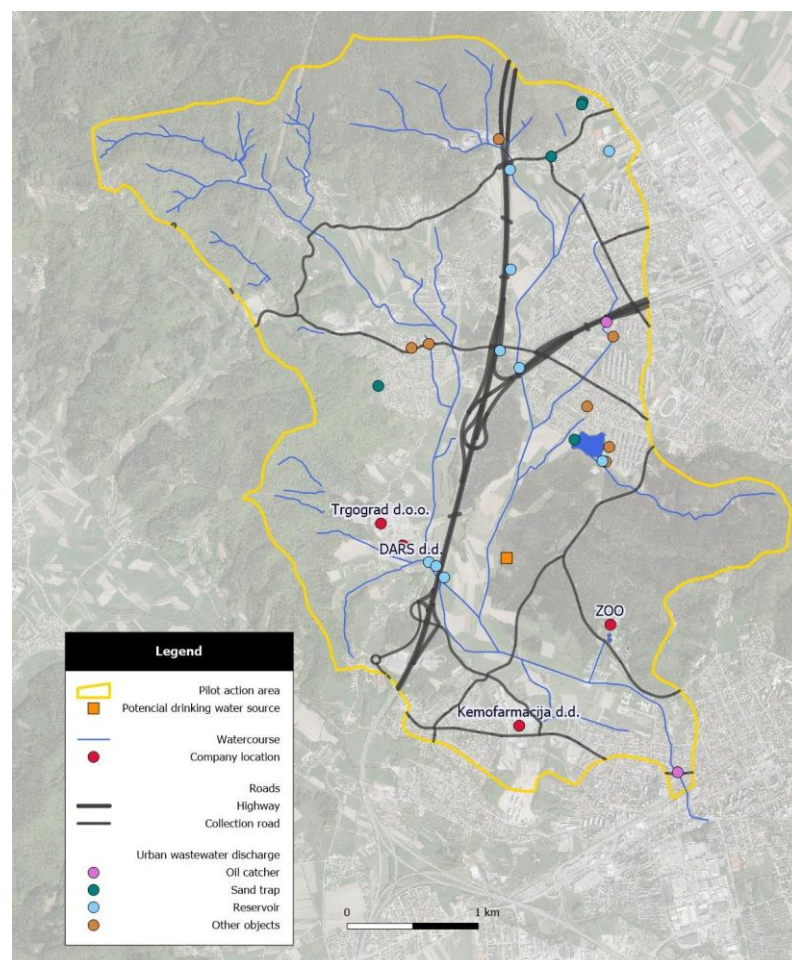 Trgograd d.o.o.
DARS d.d.
ZOO
Kemofarmacija d.d.
Legend
Pilot action area
Potencial drinking water source
Watercourse
Company location
Roads
Highway
Collection road
Urban wastewater discharge
Oil catcher
Sand trap
Reservoir
Other objects
0 1 km